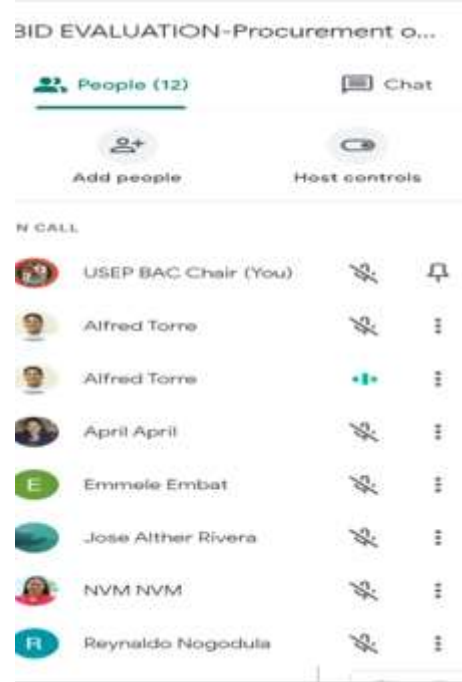 BID EVALUATION-Procurement o...
People (12)
Chat
Add people
Host controls
N CALL
USEP BAC Chair (You)
Alfred Torre
Alfred Torre
April April
E
Emmele Embat
Jose Alther Rivera
NVM NVM
R
Reynaldo Nogodula